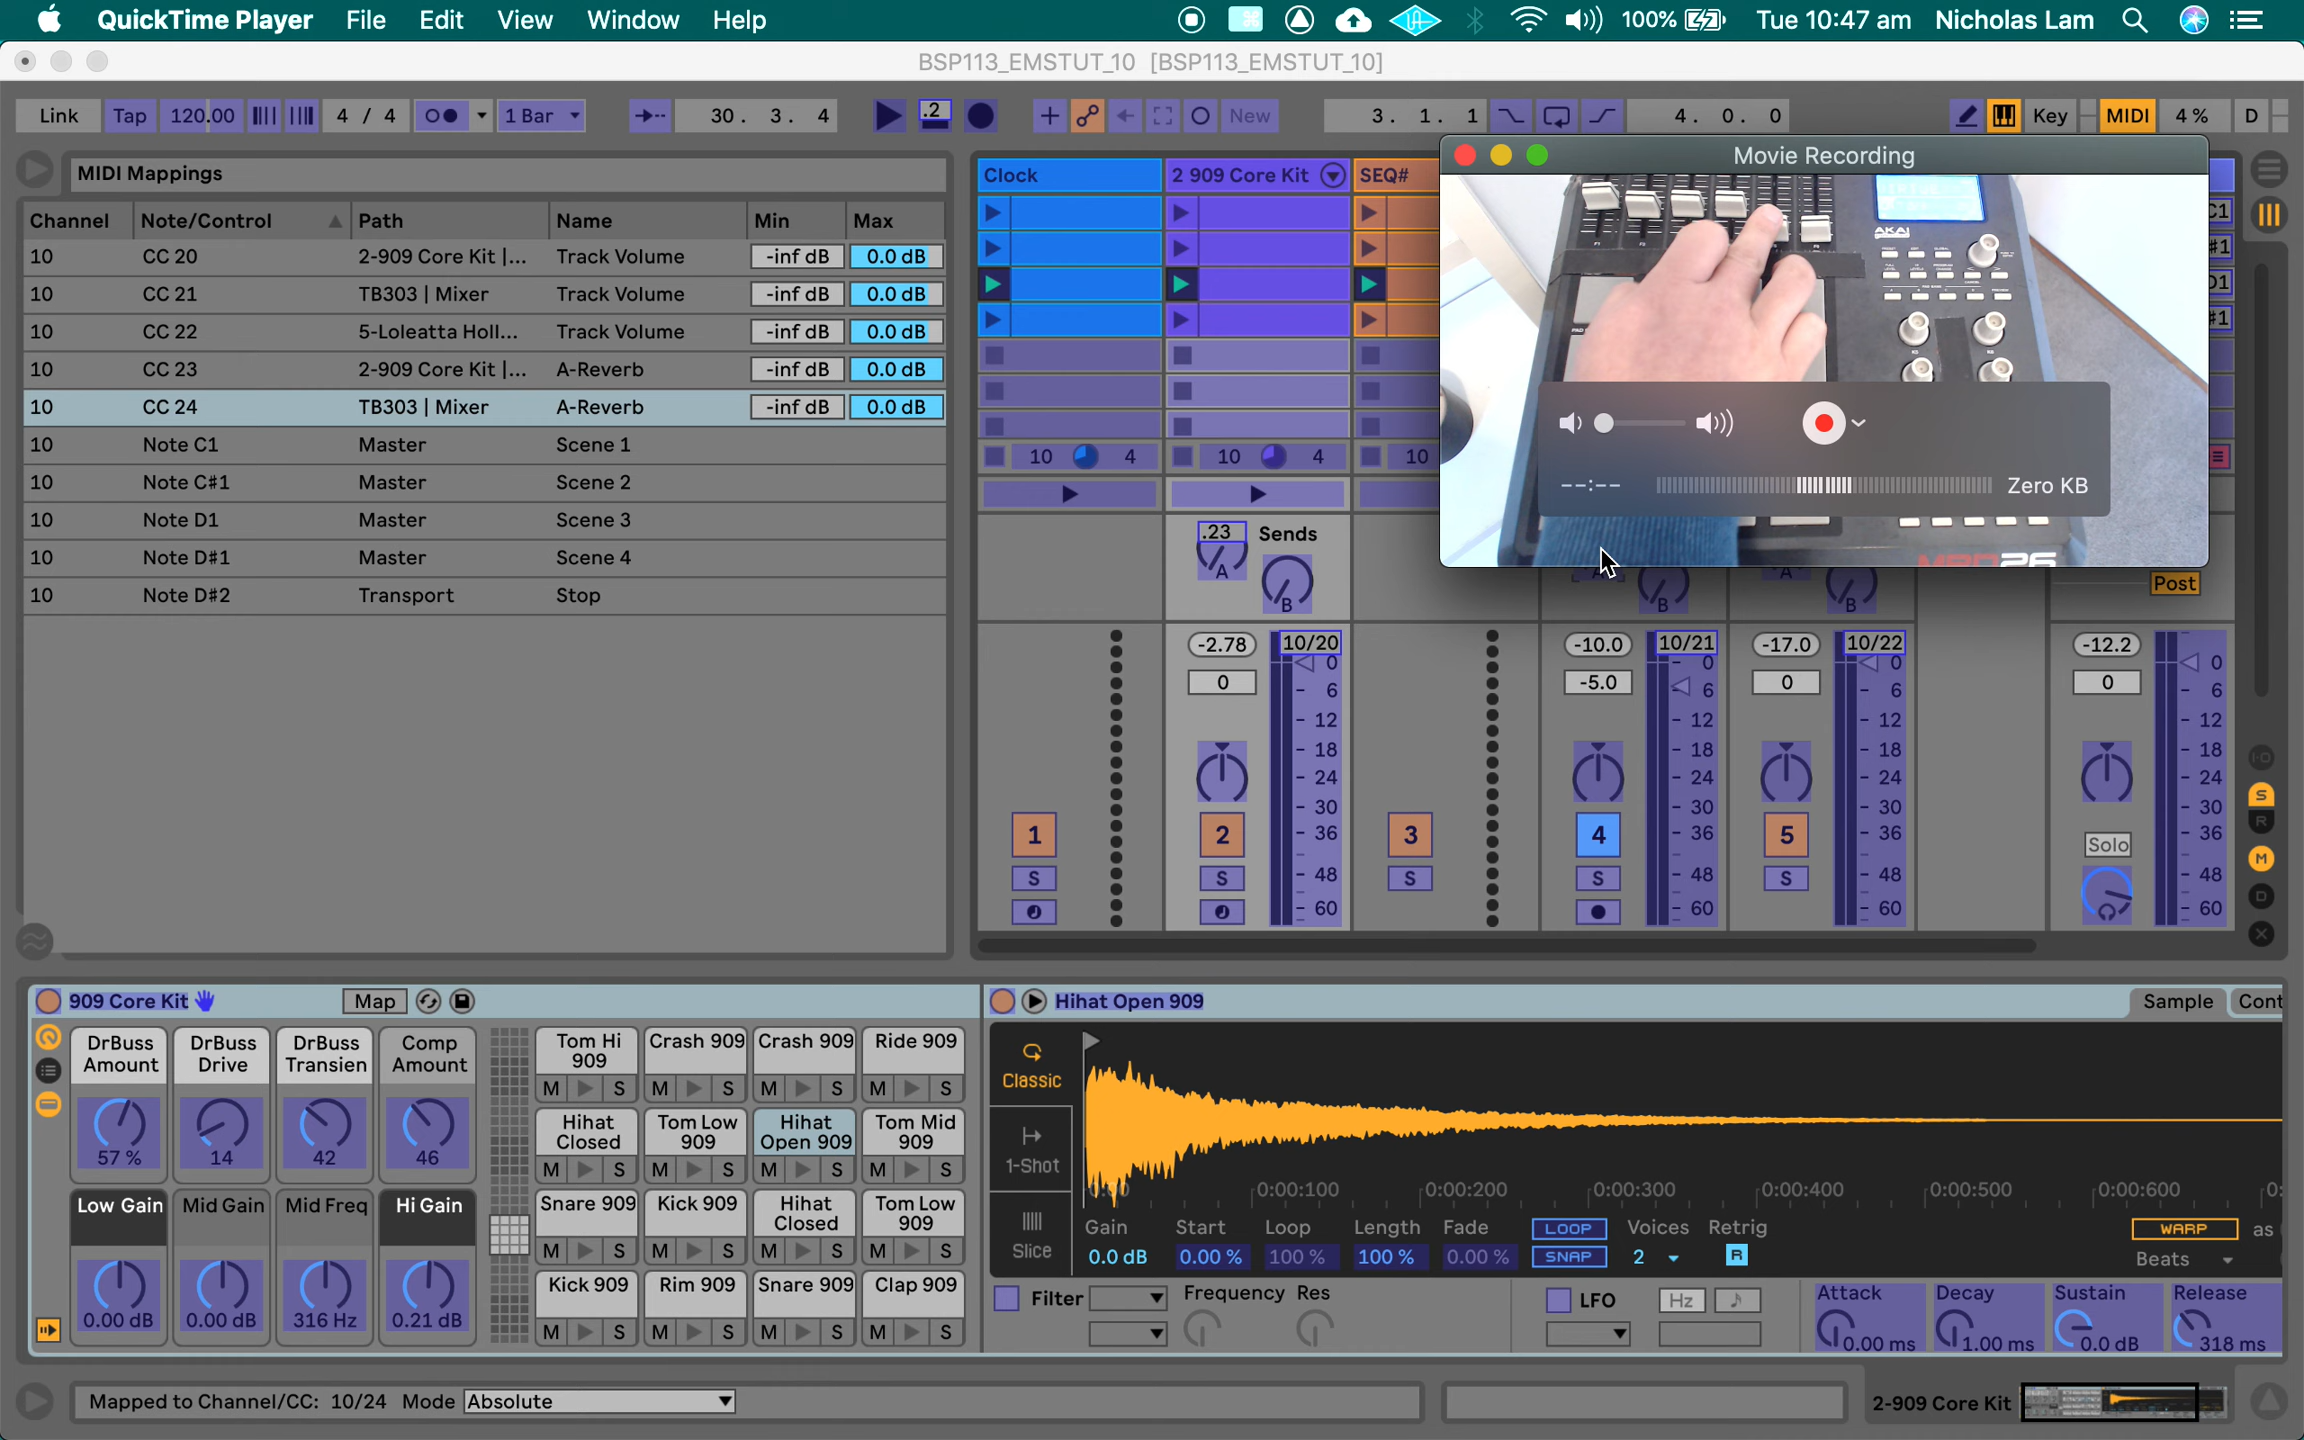 QuickTime Player File Edit View Window Help 100% Tue 10:47 am Nicholas Lam
BSP113_EMSTUT_10 [BSP113_EMSTUT_10]
Link Tap 120.00 4 / 4 1 Bar 30. 3. 4 .2 New 3. 1. 1 4. 0. 0 Key MIDI 4 % D
MIDI Mappings
Channel Note/Control Path Name Min Max
10 CC 20 2-909 Core Kit |... Track Volume -inf dB 0.0 dB
10 CC 21 TB303 | Mixer Track Volume -inf dB 0.0 dB
10 CC 22 5-Loleatta Holl... Track Volume -inf dB 0.0 dB
10 CC 23 2-909 Core Kit |... A-Reverb -inf dB 0.0 dB
10 CC 24 TB303 | Mixer A-Reverb -inf dB 0.0 dB
10 Note C1 Master Scene 1
10 Note C#1 Master Scene 2
10 Note D1 Master Scene 3
10 Note D#1 Master Scene 4
10 Note D#2 Transport Stop
Clock 2 909 Core Kit SEQ#
10 4 10 4 10
.23 Sends
A B
Movie Recording
AKAI
--:-- Zero KB
C1
#1
D1
#1
A B A B Post
-2.78 10/20 -10.0 10/21 -17.0 10/22 -12.2
0 -5.0 0 0
0 0 0 0
6 6 6 6
12 12 12 12
18 18 18 18
24 24 24 24
30 30 30 30
36 36 36 36
48 48 48 48
60 60 60 60
1 2 3 4 5 Solo
S S S S S
S
R
M
D
909 Core Kit Map
DrBuss Amount DrBuss Drive DrBuss Transien Comp Amount
57 % 14 42 46
Low Gain Mid Gain Mid Freq Hi Gain
0.00 dB 0.00 dB 316 Hz 0.21 dB
Tom Hi 909 Crash 909 Crash 909 Ride 909
M S M S M S M S
Hihat Closed Tom Low 909 Hihat Open 909 Tom Mid 909
M S M S M S M S
Snare 909 Kick 909 Hihat Closed Tom Low 909
M S M S M S M S
Kick 909 Rim 909 Snare 909 Clap 909
M S M S M S M S
Hihat Open 909 Sample Cont
Classic
1-Shot
Slice
0:00:100 0:00:200 0:00:300 0:00:400 0:00:500 0:00:600 0:
Gain Start Loop Length Fade LOOP Voices Retrig WARP as
0.0 dB 0.00 % 100 % 100 % 0.00 % SNAP 2 R Beats
Filter Frequency Res LFO Hz Attack Decay Sustain Release
0.00 ms 1.00 ms 0.0 dB 318 ms
Mapped to Channel/CC: 10/24 Mode Absolute 2-909 Core Kit